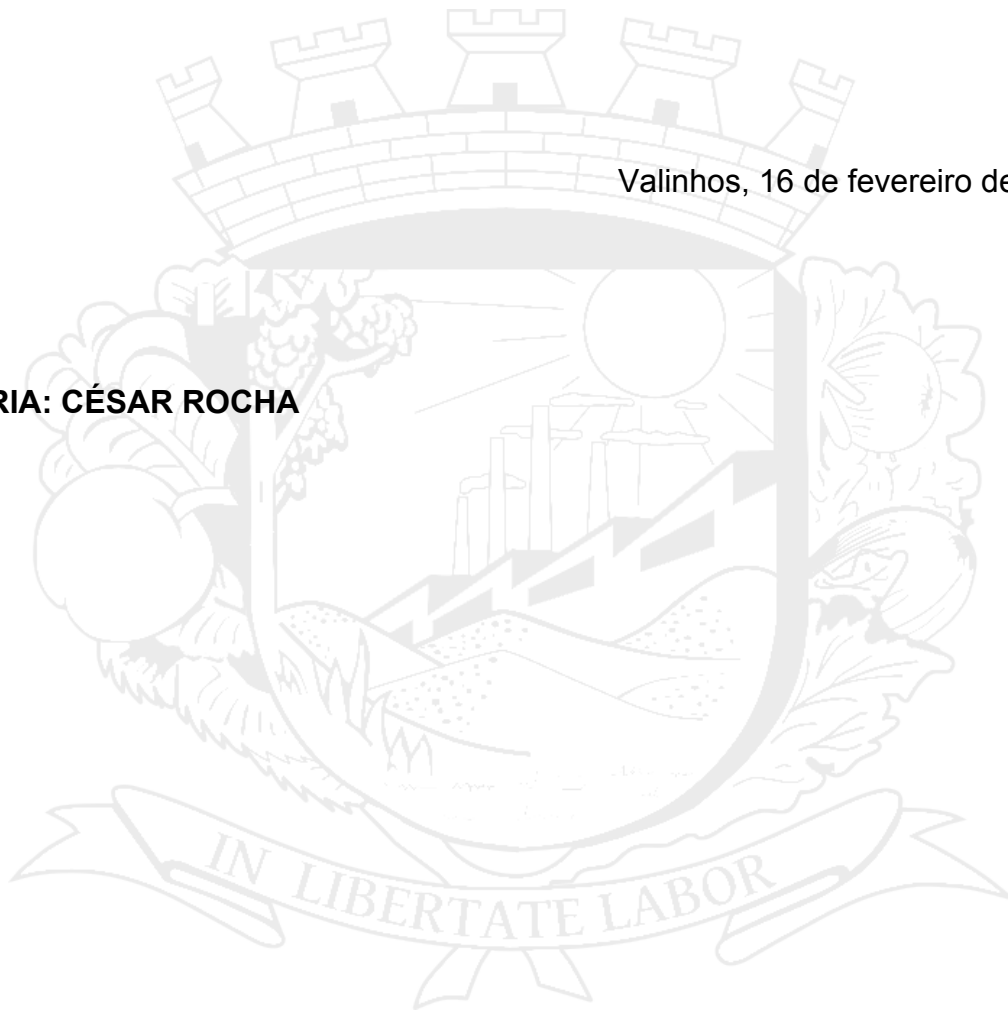 Valinhos, 16 de fevereiro de
RIA: CÉSAR ROCHA
IN LIBERTATE LABOR